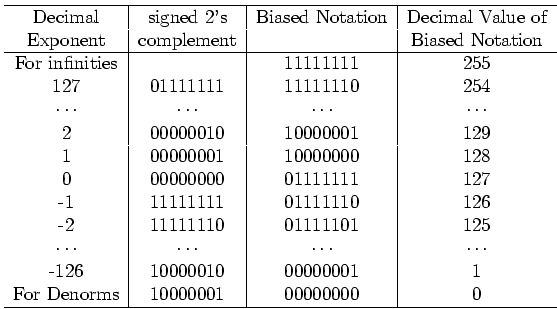 Decimal signed 2's Biased Notation Decimal Value of
Exponent complement Biased Notation
For infinities 11111111 255
127 01111111 11111110 254
... ... ... ...
2 00000010 10000001 129
1 00000001 10000000 128
0 00000000 01111111 127
-1 11111111 01111110 126
-2 11111110 01111101 125
... ... ... ...
-126 10000010 00000001 1
For Denorms 10000001 00000000 0